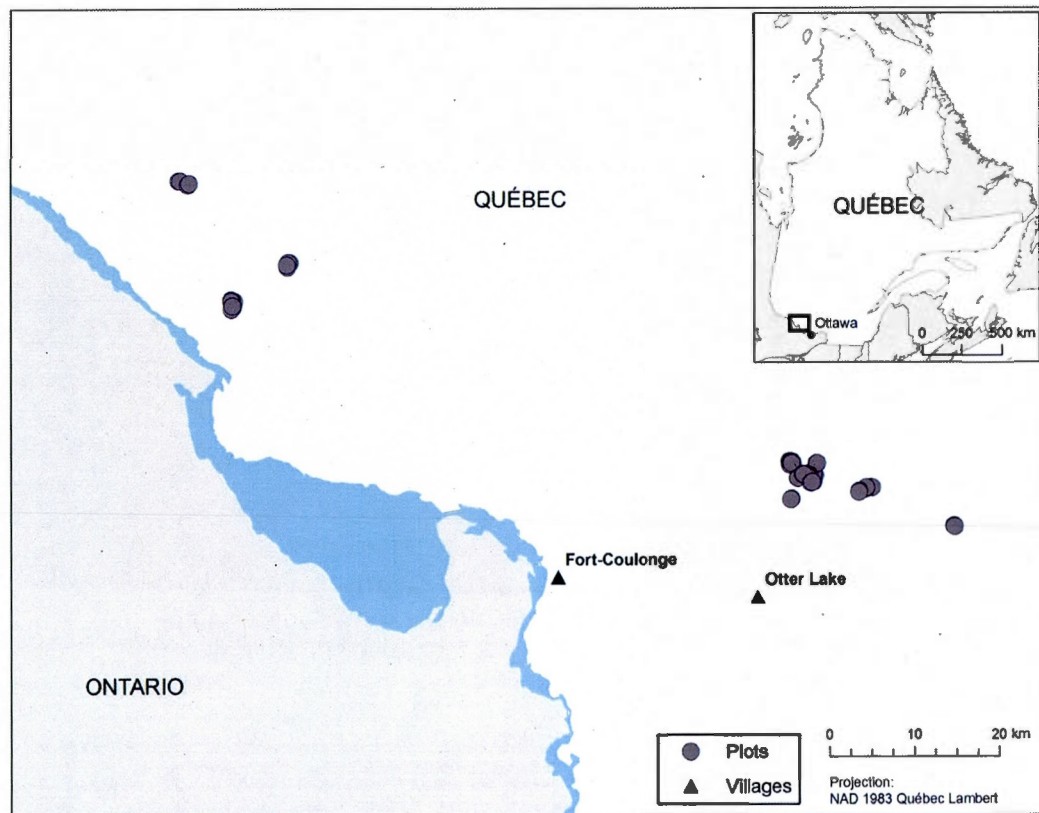 QUÉBEC
QUÉBEC
Ottawa
0 250 500 km
Fort-Coulonge
Otter Lake
ONTARIO
Plots
Villages
0 10 20 km
Projection:
NAD 1983 Québec Lambert